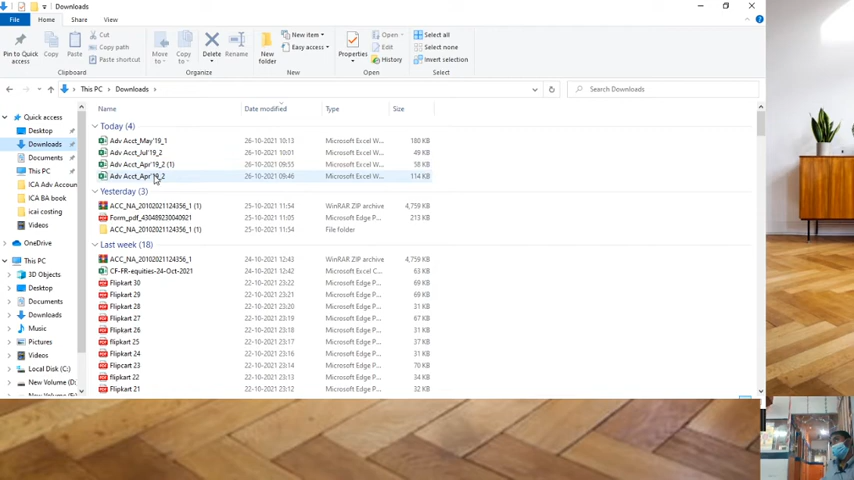 Downloads
File Home Share View
Pin to Quick access
Copy
Paste
Cut
Copy path
Paste shortcut
Clipboard
Move to
Copy to
Delete
Rename
Organize
New folder
New item
Easy access
New
Properties
Open
Edit
History
Open
Select all
Select none
Invert selection
Select
This PC > Downloads >
Search Downloads
Name Date modified Type Size
Quick access
Desktop
Downloads
Documents
This PC
ICA Adv Accoun
ICA BA book
icai costing
Videos
OneDrive
This PC
3D Objects
Desktop
Documents
Downloads
Music
Pictures
Videos
Local Disk (C:)
New Volume (D:
Today (4)
Adv Acct_May'19_1 26-10-2021 10:13 Microsoft Excel W... 180 KB
Adv Acct_Jul'19_2 26-10-2021 10:01 Microsoft Excel W... 49 KB
Adv Acct_Apr'19_2 (1) 26-10-2021 09:55 Microsoft Excel W... 58 KB
Adv Acct_Apr'19_2 26-10-2021 09:46 Microsoft Excel W... 114 KB
Yesterday (3)
ACC_NA_20102021124356_1 (1) 25-10-2021 11:54 WinRAR ZIP archive 4,759 KB
Form_pdf_430489230040921 25-10-2021 11:05 Microsoft Edge P... 213 KB
ACC_NA_20102021124356_1 (1) 25-10-2021 11:54 File folder
Last week (18)
ACC_NA_20102021124356_1 24-10-2021 12:43 WinRAR ZIP archive 4,759 KB
CF-FR-equities-24-Oct-2021 24-10-2021 12:42 Microsoft Excel C... 63 KB
Flipkart 30 22-10-2021 23:22 Microsoft Edge P... 69 KB
Flipkart 29 22-10-2021 23:21 Microsoft Edge P... 69 KB
Flipkart 28 22-10-2021 23:20 Microsoft Edge P... 31 KB
Flipkart 27 22-10-2021 23:19 Microsoft Edge P... 67 KB
Flipkart 26 22-10-2021 23:18 Microsoft Edge P... 31 KB
flipkart 25 22-10-2021 23:17 Microsoft Edge P... 37 KB
Flipkart 24 22-10-2021 23:16 Microsoft Edge P... 31 KB
Flipcart 23 22-10-2021 23:14 Microsoft Edge P... 70 KB
flipkart 22 22-10-2021 23:13 Microsoft Edge P... 31 KB
Flipkart 21 22-10-2021 23:12 Microsoft Edge P... 32 KB